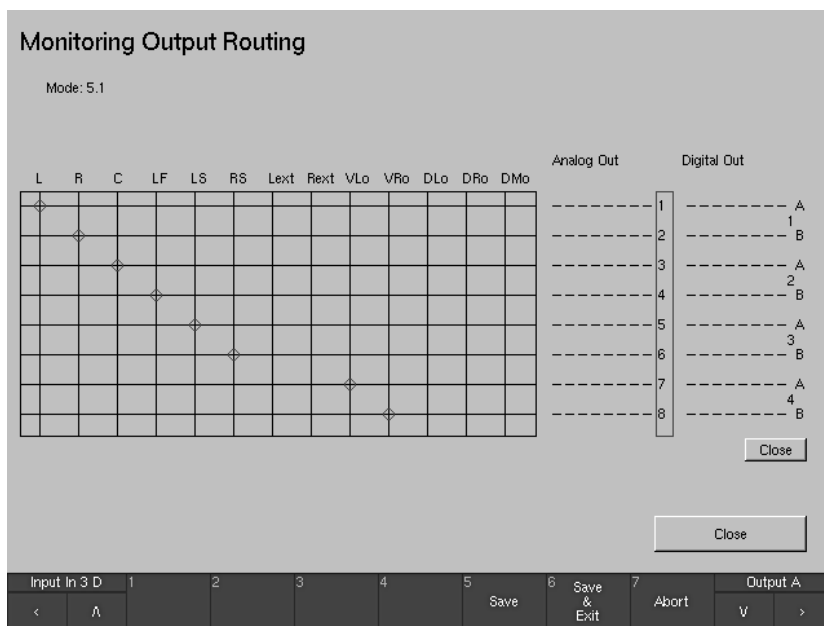 Monitoring Output Routing
Mode: 5.1
Analog Out Digital Out
L R C LF LS RS Lext Rext VLo VRo DLo DRo DMo
1 A
1
2 B
3 A
2
4 B
5 A
3
6 B
7 A
4
8 B
Close
Close
Input In 3 D 1 2 3 4 5 Save 6 Save & Exit 7 Abort Output A
< Λ V >